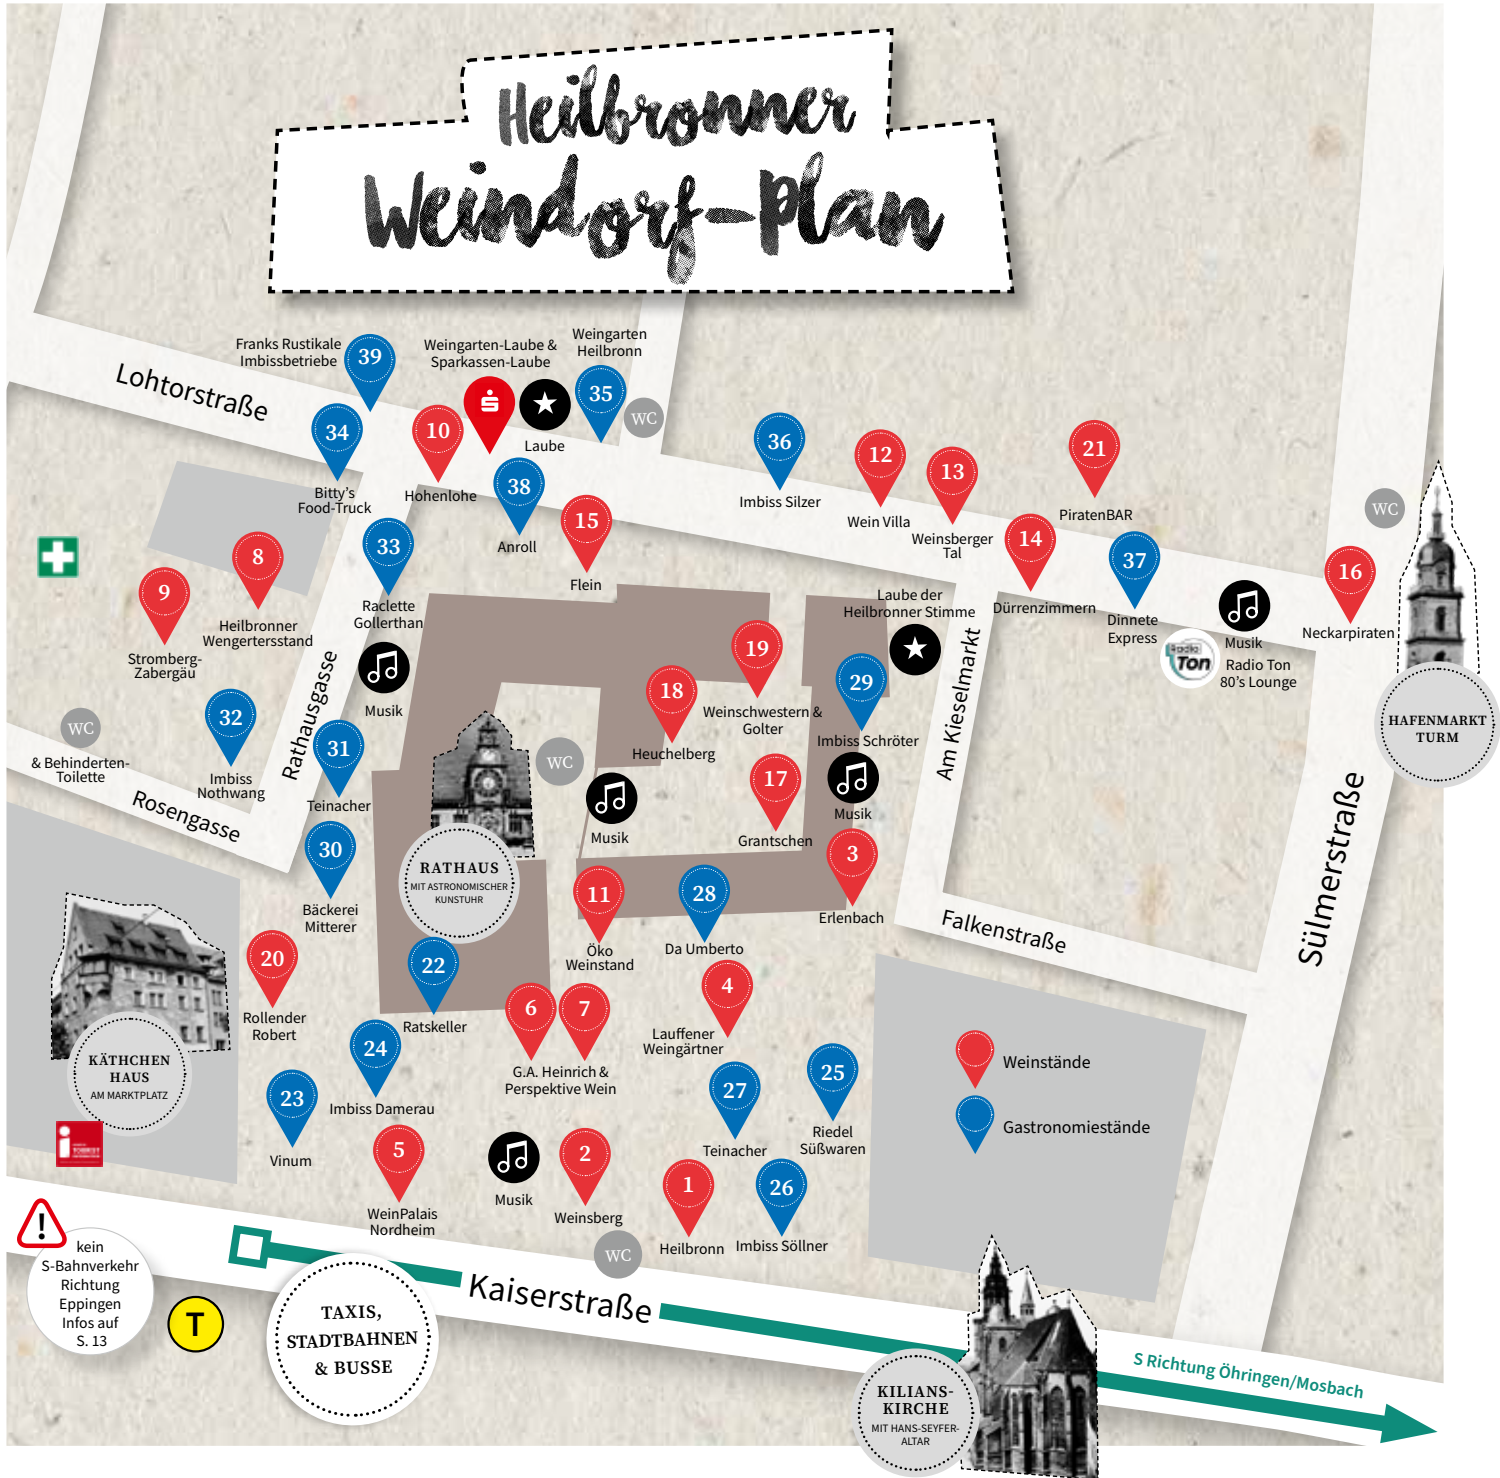 Heilbronner
Weindorf-Plan
Franks Rustikale
Imbissbetriebe
39
Weingarten-Laube &
Sparkassen-Laube
Weingarten
Heilbronn
35
WC
Laube
Lohtorstraße
34
Bitty's
Food-Truck
10
Hohenlohe
38
Anroll
15
Flein
36
Imbiss Silzer
12
Wein Villa
13
Weinsberger
Tal
21
PiratenBAR
14
Dürrenzimmern
37
Dinnete
Express
WC
16
Neckarpiraten
Musik
Radio
Ton
Radio Ton
80's Lounge
HAFENMARKT
TURM
33
Raclette
Gollerthan
Musik
8
Heilbronner
Wengertersstand
9
Stromberg-
Zabergäu
WC
& Behinderten-
Toilette
32
Imbiss
Nothwang
Rathausgasse
Rosengasse
31
Teinacher
30
Bäckerei
Mitterer
19
Weinschwestern &
Golter
18
Heuchelberg
Laube der
Heilbronner Stimme
29
Imbiss Schröter
Musik
17
Grantschen
Am Kieselmarkt
WC
Musik
RATHAUS
MIT ASTRONOMISCHER
KUNSTUHR
11
Öko
Weinstand
28
Da Umberto
3
Erlenbach
Falkenstraße
Sülmerstraße
KÄTHCHEN
HAUS
AM MARKTPLATZ
20
Rollender
Robert
22
Ratskeller
24
Imbiss Damerau
23
Vinum
6
7
G.A. Heinrich &
Perspektive Wein
4
Lauffener
Weingärtner
27
Teinacher
25
Riedel
Süßwaren
Weinstände
Gastronomiestände
5
WeinPalais
Nordheim
Musik
2
Weinsberg
1
Heilbronn
26
Imbiss Söllner
WC
kein
S-Bahnverkehr
Richtung
Eppingen
Infos auf
S. 13
T
TAXIS,
STADTBAHNEN
& BUSSE
Kaiserstraße
KILIANS-
KIRCHE
MIT HANS-SEYFER-
ALTAR
S Richtung Öhringen/Mosbach